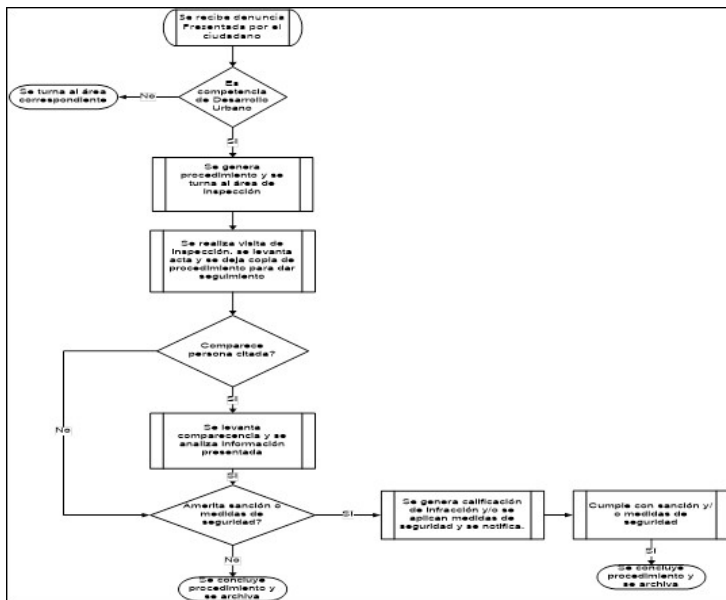 Se recibe denuncia
Presentada por el
ciudadano
Es
competencia
de Desarrollo
Urbano
No
Se turna al área
correspondiente
Si
Se genera
procedimiento y se
turna al área de
inspección
Se realiza visita de
inspección, se levanta
acta y se deja copia de
procedimiento para dar
seguimiento
Comparece
persona citada?
No
Si
Se levanta
comparecencia y se
analiza información
presentada
Si
Amerita sanción o
medidas de
seguridad?
Si
Se genera calificación
de infracción y/o se
aplican medidas de
seguridad y se notifica.
Cumple con sanción y/
o medidas de
seguridad
No
Se concluye
procedimiento y
se archiva
Si
Se concluye
procedimiento y
se archiva